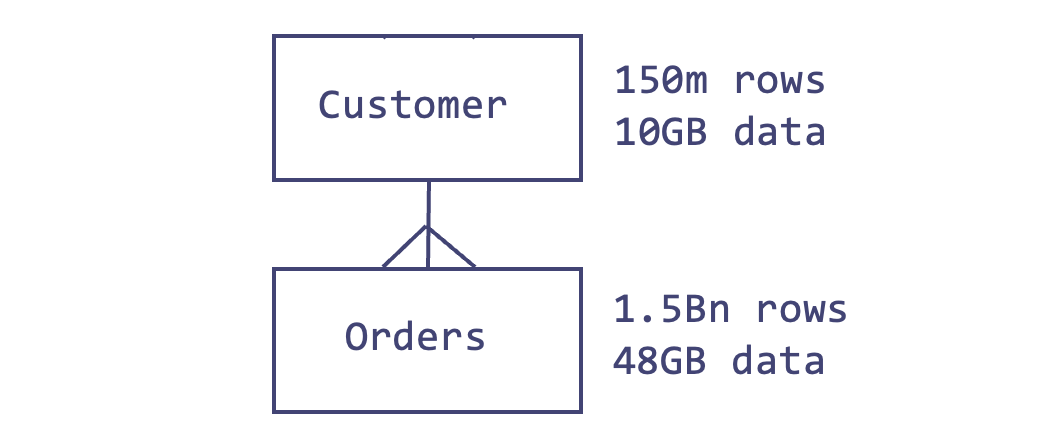 Customer
150m rows
10GB data
Orders
1.5Bn rows
48GB data